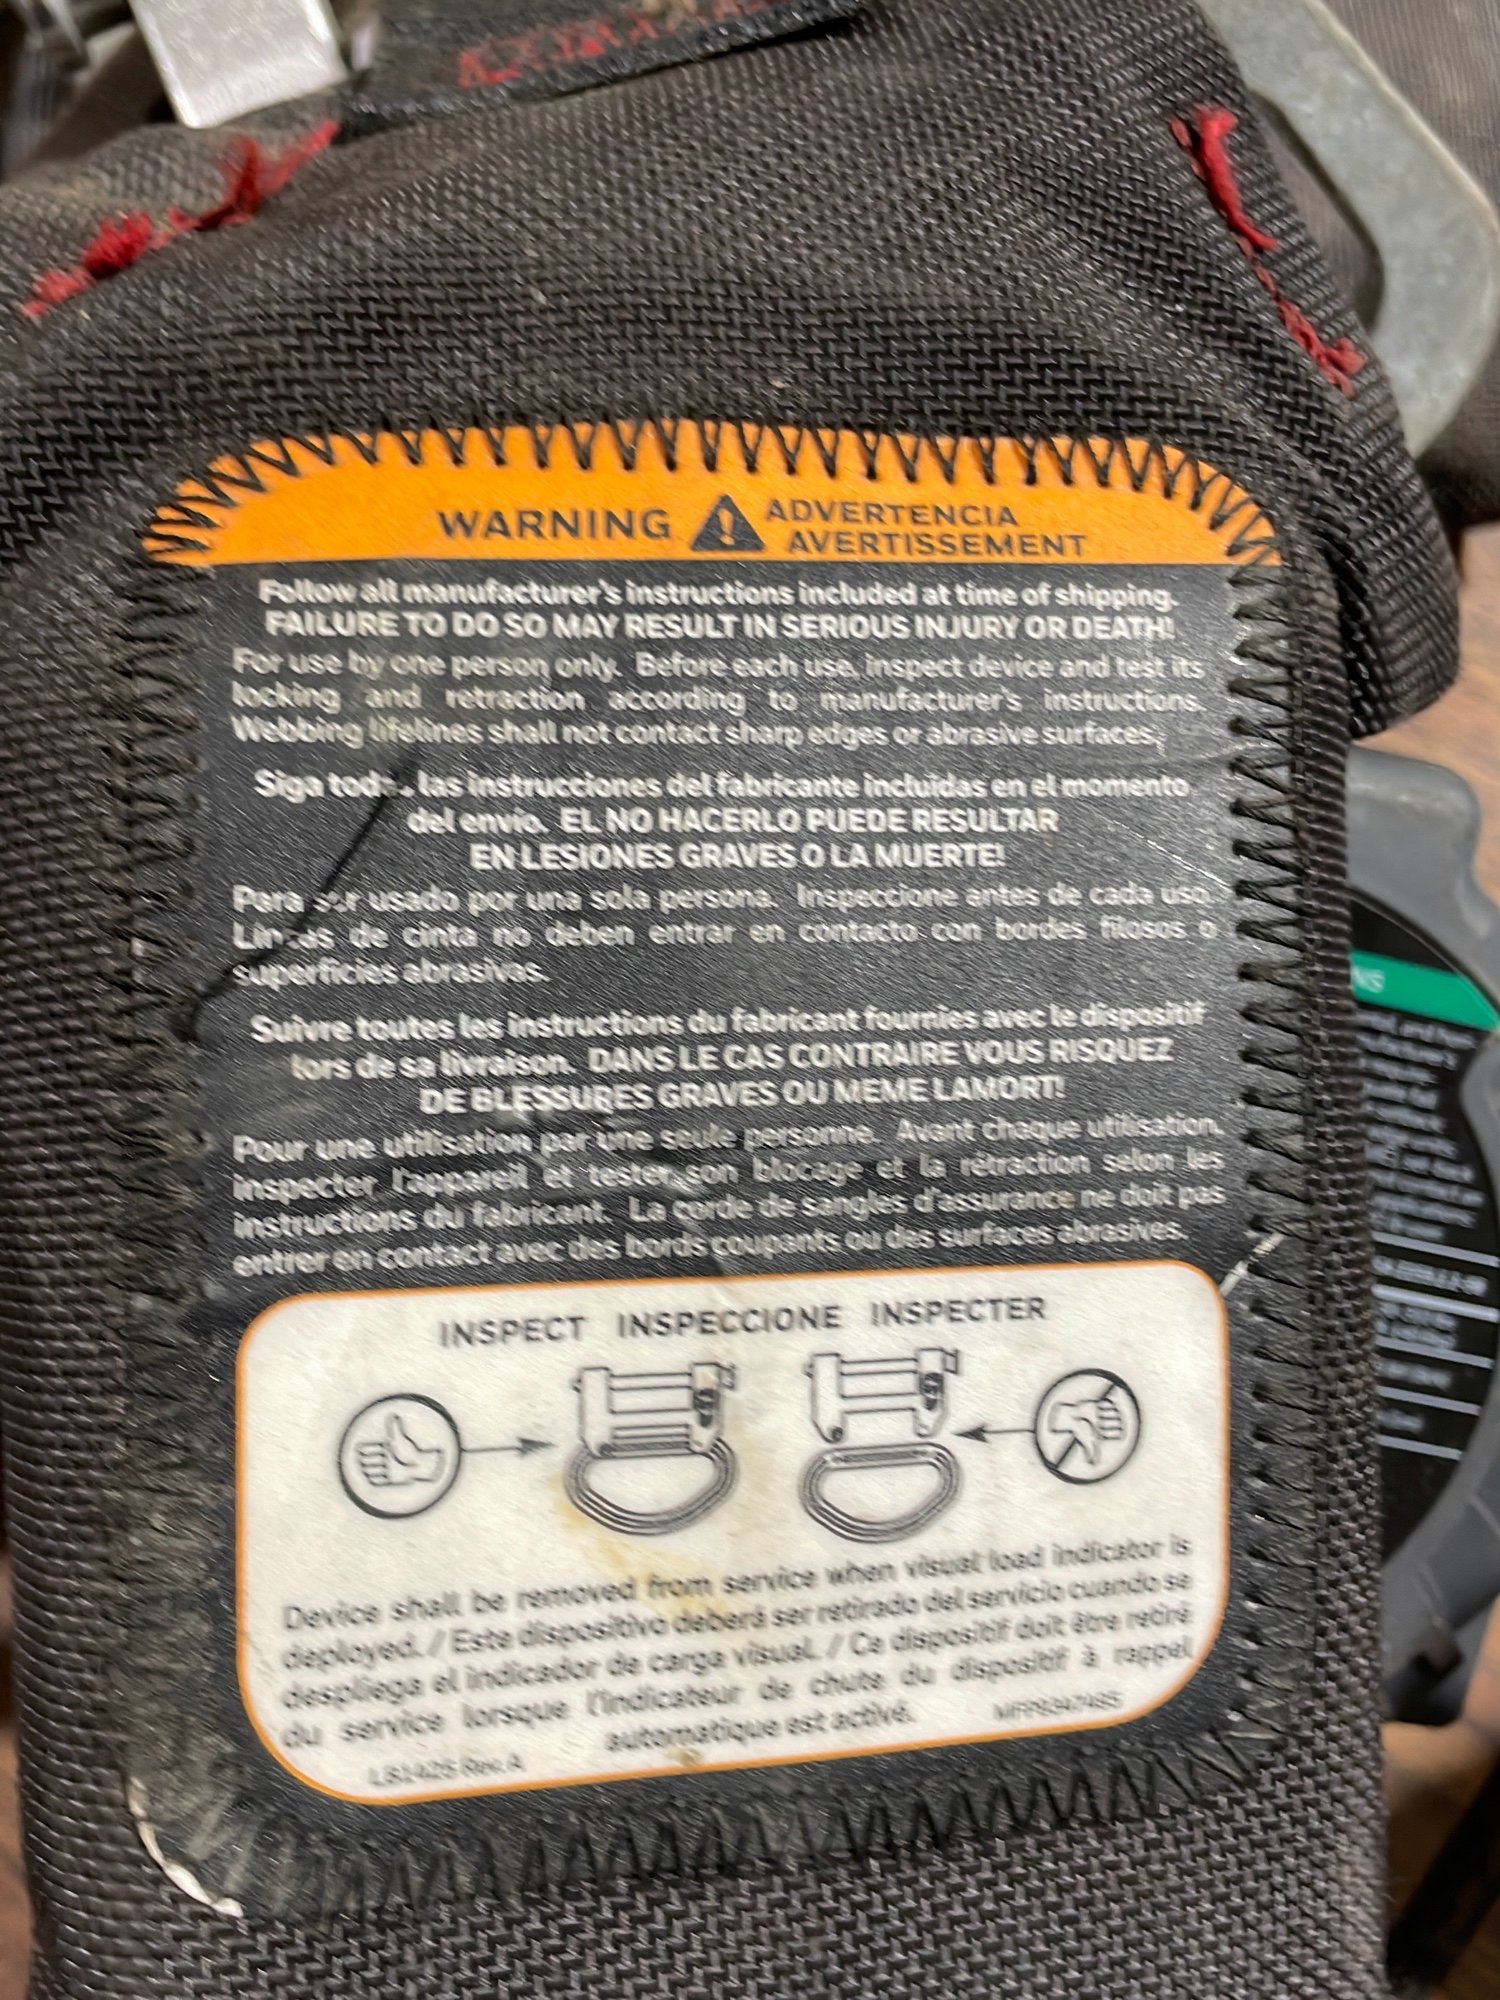 WARNING
ADVERTENCIA
AVERTISSEMENT
Follow all manufacturer's instructions included at time of shipping.
FAILURE TO DO SO MAY RESULT IN SERIOUS INJURY OR DEATH!
For use by one person only. Before each use, inspect device and test its
locking and retraction according to manufacturer's instructions.
Webbing lifelines shall not contact sharp edges or abrasive surfaces.
Siga las instrucciones del fabricante incluidas en el momento
del envio. EL NO HACERLO PUEDE RESULTAR
EN LESIONES GRAVES O LA MUERTE!
Para ser usado por una sola persona. Inspeccione antes de cada uso.
Lineas de cinta no deben entrar en contacto con bordes filosos o
superficies abrasivas.
Suivre toutes les instructions du fabricant fournies avec le dispositif
lors de sa livraison. DANS LE CAS CONTRAIRE VOUS RISQUEZ
DE BLESSURES GRAVES OU MEME LAMORT!
Pour une utilisation par une seule personne. Avant chaque utilisation,
inspecter l'appareil et tester son blocage et la rétraction selon les
instructions du fabricant. La corde de sangles d'assurance ne doit pas
entrer en contact avec des bords coupants ou des surfaces abrasives.
INSPECT INSPECCIONE INSPECTER
Device shall be removed from service when visual load indicator is
deployed. / Este dispositivo deberá ser retirado del servicio cuando se
despliega el indicador de carga visual. / Ce dispositif doit être retiré
du service lorsque l'indicateur de chute du dispositif à rappel
automatique est activé.
LB1425 Rev. A
NS